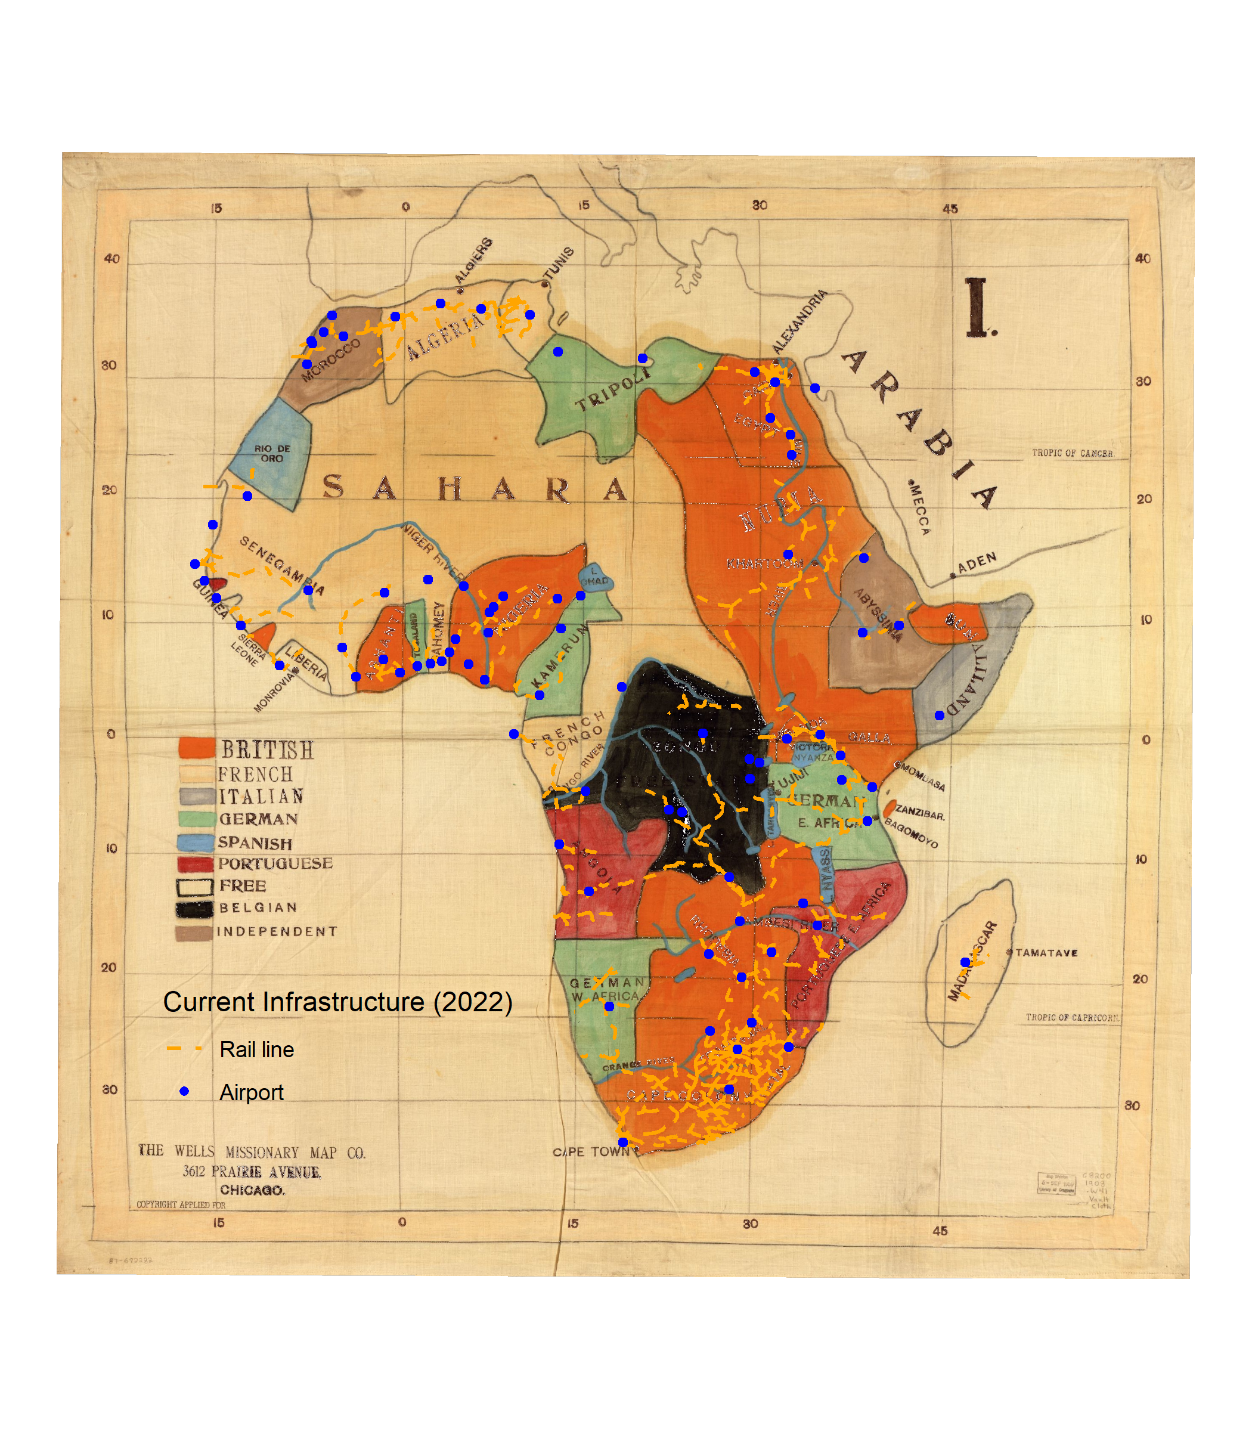 15
0
15
30
45
40
40
30
30
20
20
10
10
0
0
10
10
20
20
30
30
15
0
15
30
45
I.
ALGIERS
TUNIS
ALEXANDRIA
ARABIA
MOROCCO
ALGERIA
TRIPOLI
RIO DE
ORO
SAHARA
TROPIC OF CANCER
MECCA
ADEN
NUBIA
KHARTOOM
SENEGAMBIA
NIGER RIVER
GUINEA
SIERRA
LEONE
LIBERIA
MONROVIA
KAMERUN
ABYSSINIA
FRENCH
CONGO
GALLA
VICTORIA
NYANZA
UJIJI
GERMAN
E. AFRICA
MOMBASA
ZANZIBAR.
BAGOMOYO
ANGOLA
NYASSA
MADAGASCAR
TAMATAVE
GERMAN
W. AFRICA.
TROPIC OF CAPRICORN
CAPE TOWN
BRITISH
FRENCH
ITALIAN
GERMAN
SPANISH
PORTUGUESE
FREE
BELGIAN
INDEPENDENT
Current Infrastructure (2022)
Rail line
Airport
THE WELLS MISSIONARY MAP CO.
3612 PRAIRIE AVENUE.
CHICAGO.
COPYRIGHT APPLIED FOR